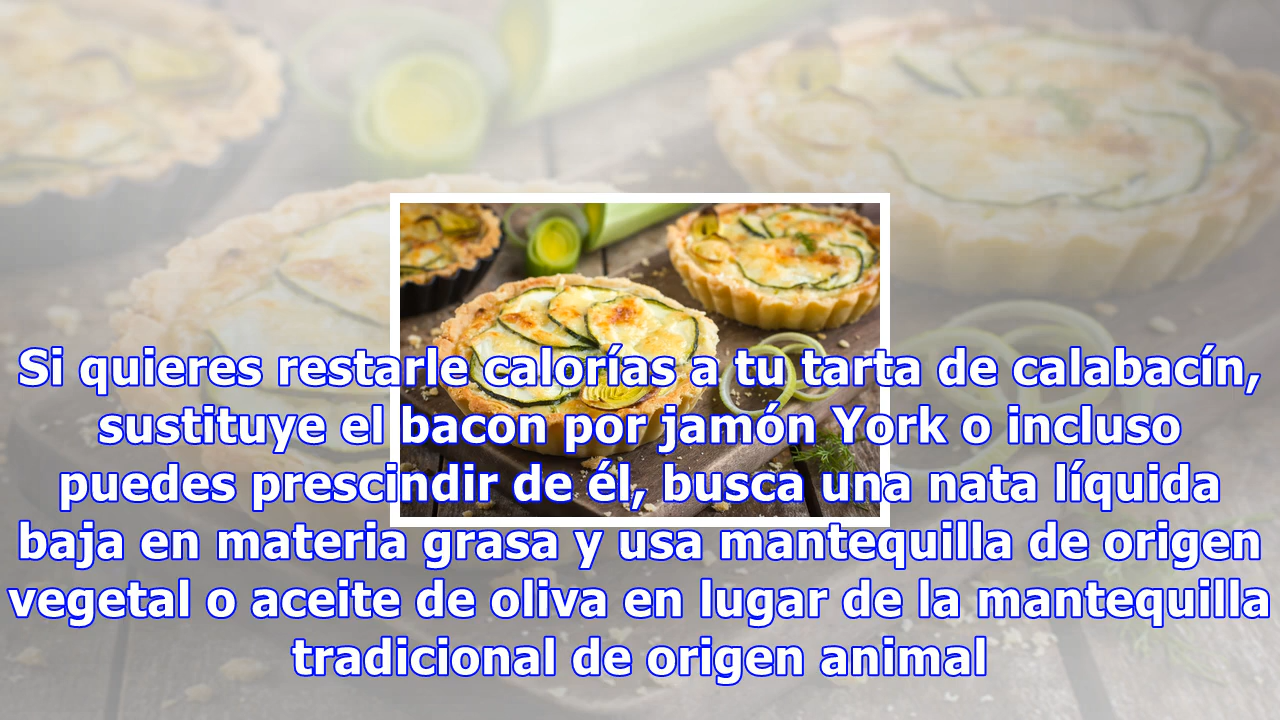 Si quieres restarle calorías a tu tarta de calabacín,
sustituye el bacon por jamón York o incluso
puedes prescindir de él, busca una nata líquida
baja en materia grasa y usa mantequilla de origen
vegetal o aceite de oliva en lugar de la mantequilla
tradicional de origen animal